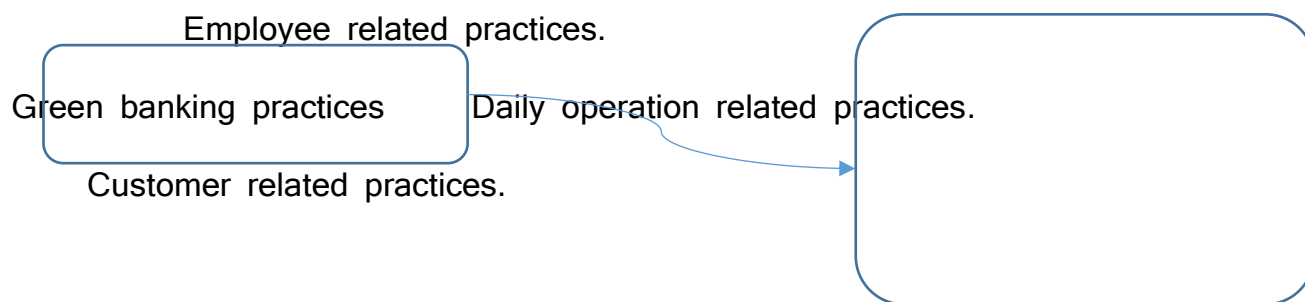 Employee related practices.
Green banking practices Daily operation related practices.
Customer related practices.